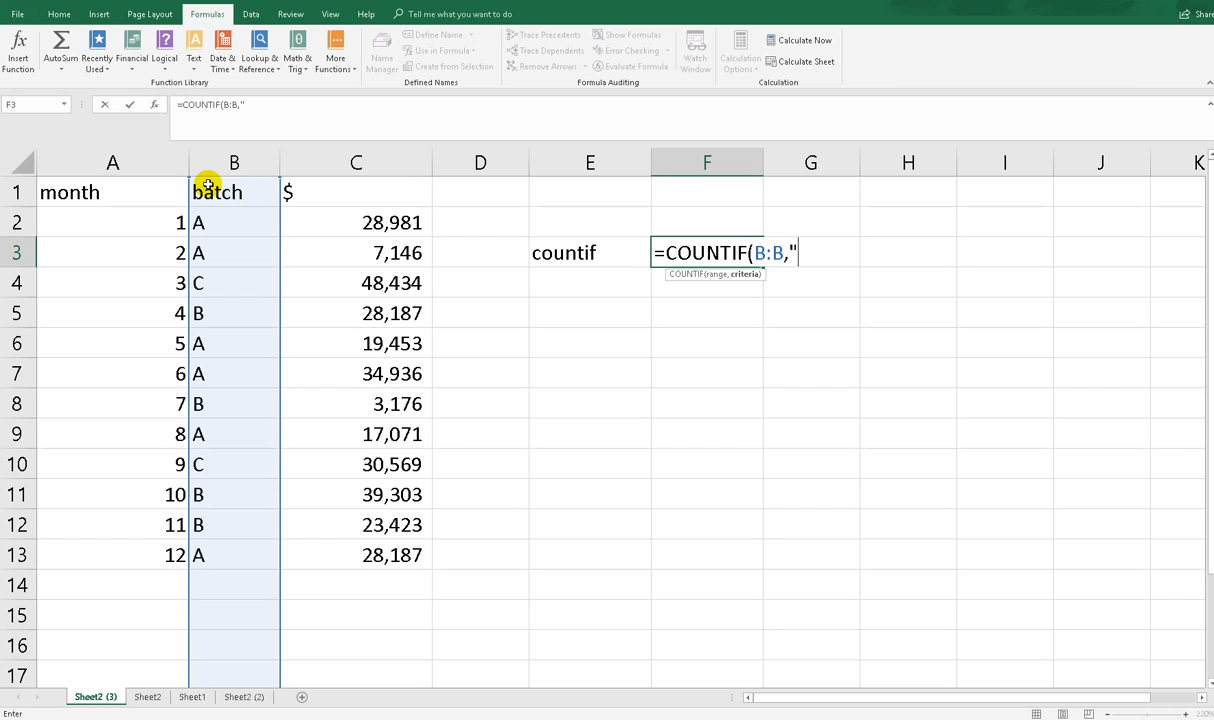 File Home Insert Page Layout Formulas Data Review View Help Tell me what you want to do Share
fx Insert Function
Σ AutoSum
Recently Used
Financial
Logical
Text
Date & Time
Lookup & Reference
Math & Trig
More Functions
Function Library
Name Manager
Define Name
Use in Formula
Create from Selection
Defined Names
Trace Precedents
Trace Dependents
Remove Arrows
Show Formulas
Error Checking
Evaluate Formula
Formula Auditing
Watch Window
Calculation Options
Calculate Now
Calculate Sheet
Calculation
F3 fx =COUNTIF(B:B,"
A B C D E F G H I J K
1 month batch $
2 1 A 28,981
3 2 A 7,146 countif =COUNTIF(B:B,"
COUNTIF(range, criteria)
4 3 C 48,434
5 4 B 28,187
6 5 A 19,453
7 6 A 34,936
8 7 B 3,176
9 8 A 17,071
10 9 C 30,569
11 10 B 39,303
12 11 B 23,423
13 12 A 28,187
14
15
16
17
Sheet2 (3) Sheet2 Sheet1 Sheet2 (2)
Enter 220%